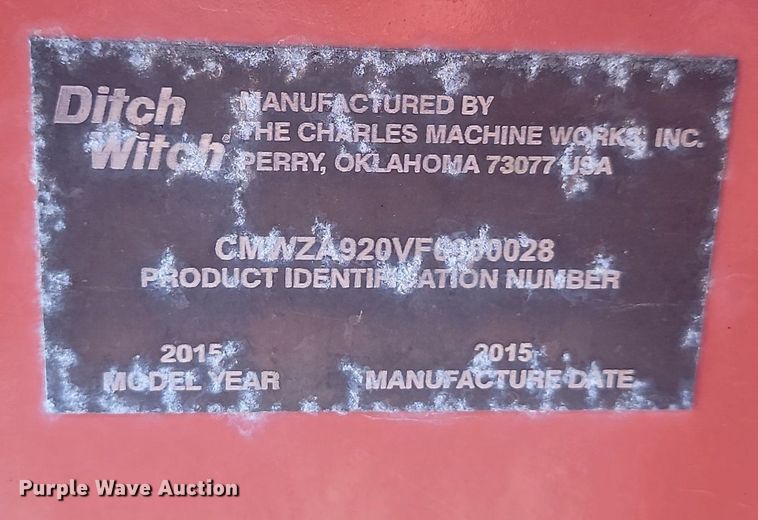 Ditch
Witch®
MANUFACTURED BY
THE CHARLES MACHINE WORKS, INC.
PERRY, OKLAHOMA 73077 USA
PRODUCT IDENTIFICATION NUMBER
2015
MODEL YEAR
2015
MANUFACTURE DATE
Purple Wave Auction